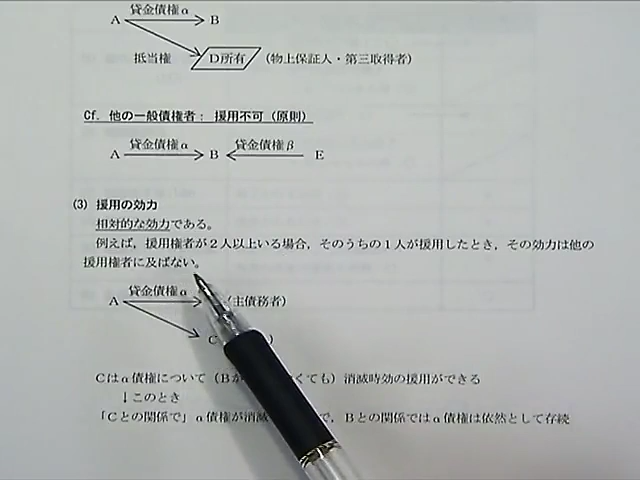 貸金債権α
A B
抵当権 D所有 (物上保証人・第三取得者)
Cf. 他の一般債権者： 援用不可（原則）
貸金債権α 貸金債権β
A B E
(3) 援用の効力
相対的な効力である。
例えば，援用権者が２人以上いる場合，そのうちの１人が援用したとき，その効力は他の
援用権者に及ばない。
貸金債権α
A （主債務者）
C ）
Cはα債権について（Bが くても）消滅時効の援用ができる
↓このとき
「Cとの関係で」α債権が消滅 で，Bとの関係ではα債権は依然として存続